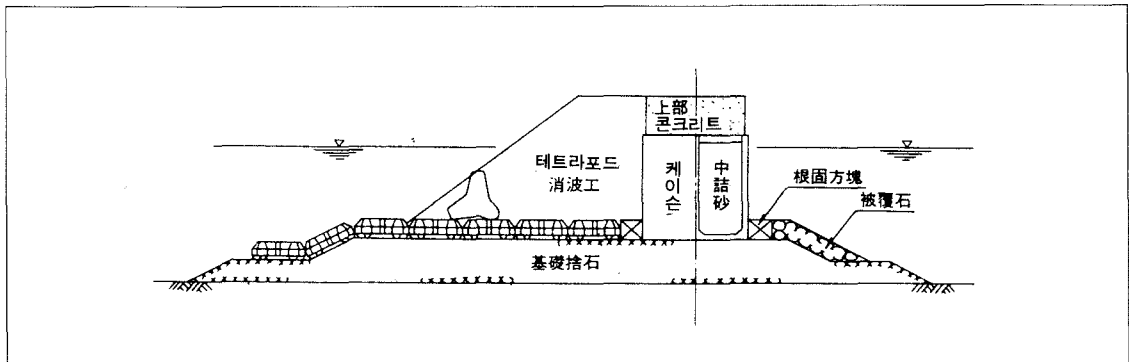 上部
콘크리트
테트라포드
消波工
케이슨
中詰砂
根固方塊
被覆石
基礎捨石